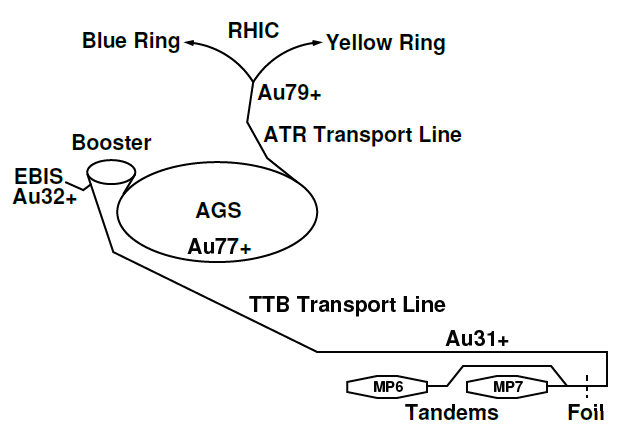 RHIC
Blue Ring
Yellow Ring
Au79+
ATR Transport Line
Booster
EBIS
Au32+
AGS
Au77+
TTB Transport Line
Au31+
MP6
MP7
Tandems
Foil